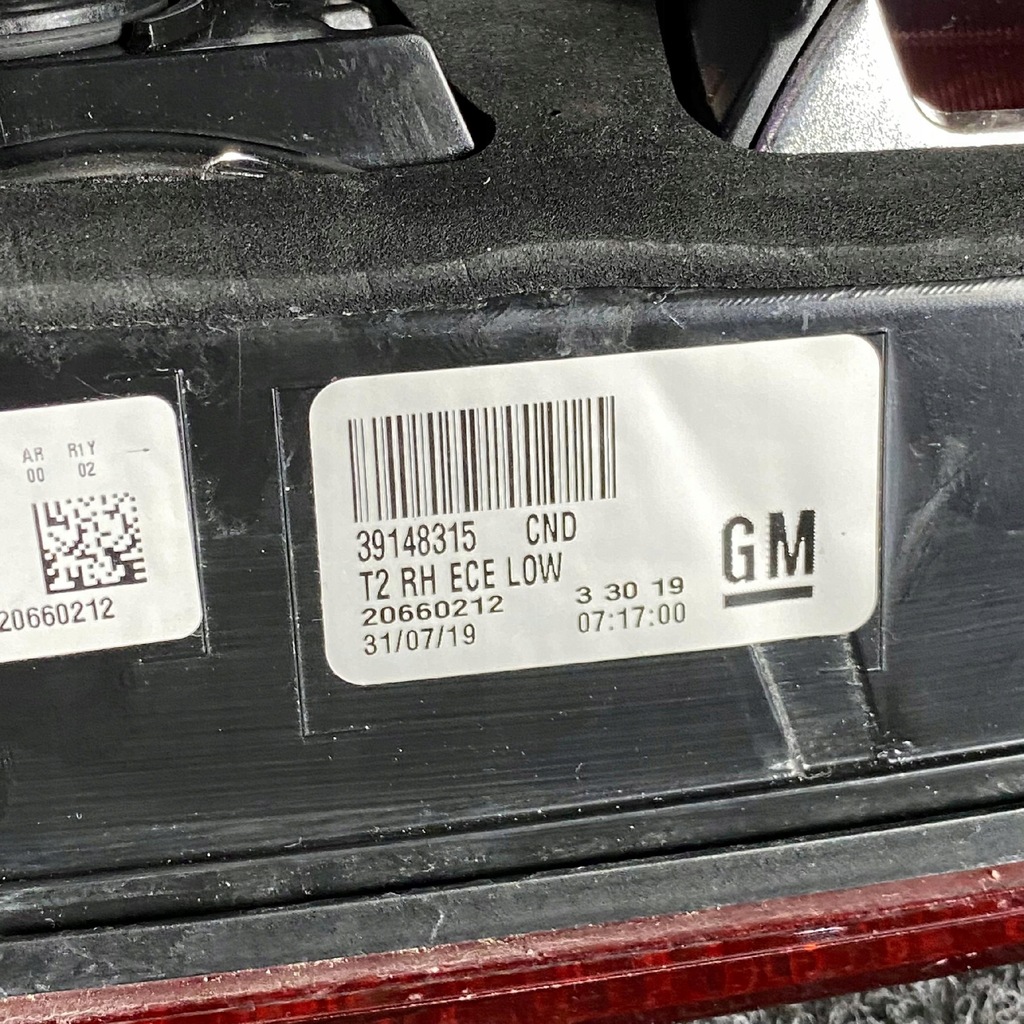 AR R1Y
00 02
20660212
39148315 CND
T2 RH ECE LOW
20660212 3 30 19
31/07/19 07:17:00
GM